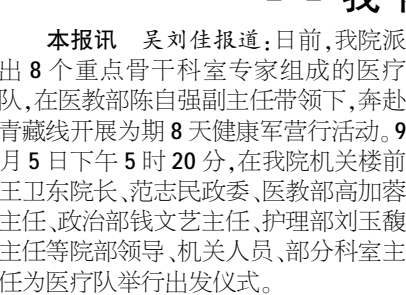 本报讯 吴刘佳报道:日前,我院派
出8个重点骨干科室专家组成的医疗
队,在医教部陈自强副主任带领下,奔赴
青藏线开展为期8天健康军营行活动。9
月5日下午5时20分,在我院机关楼前
王卫东院长、范志民政委、医教部高加蓉
主任、政治部钱文艺主任、护理部刘玉馥
主任等院部领导、机关人员、部分科室主
任为医疗队举行出发仪式。